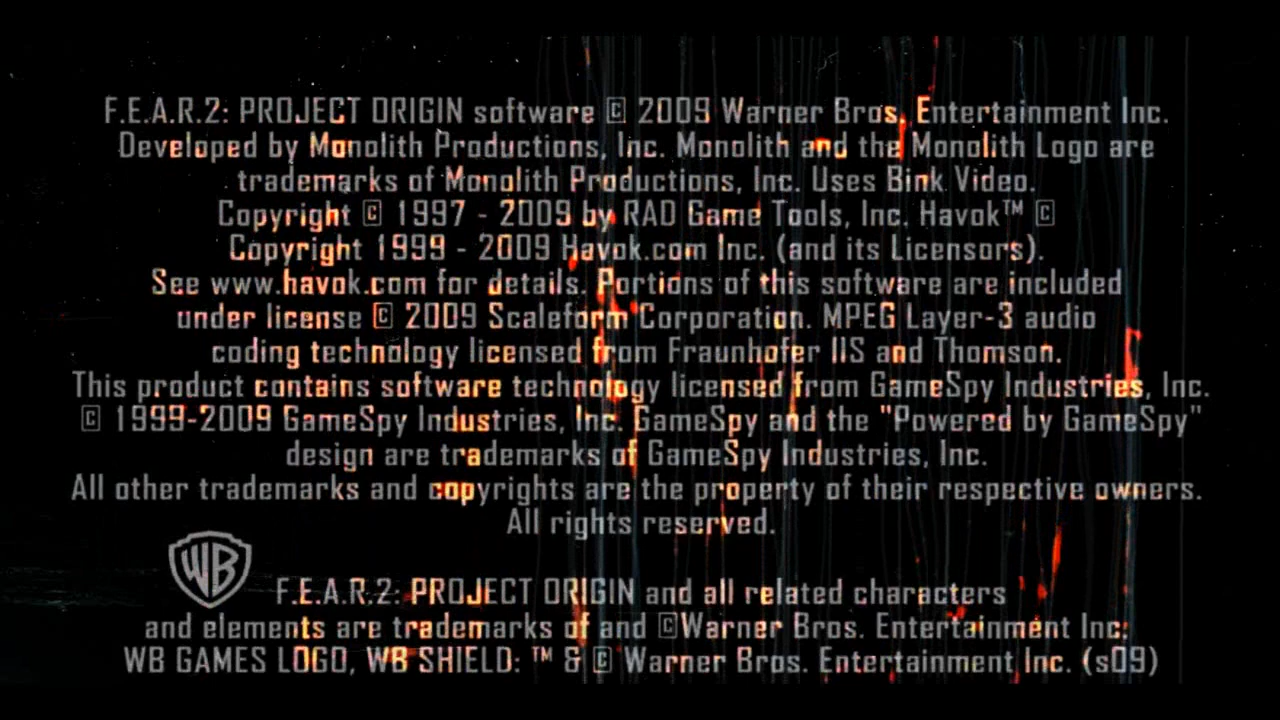 F.E.A.R.2: PROJECT ORIGIN software © 2009 Warner Bros. Entertainment Inc.
Developed by Monolith Productions, Inc. Monolith and the Monolith Logo are
trademarks of Monolith Productions, Inc. Uses Bink Video.
Copyright © 1997 - 2009 by RAD Game Tools, Inc. Havok™ ©
Copyright 1999 - 2009 Havok.com Inc. (and its Licensors).
See www.havok.com for details. Portions of this software are included
under license © 2009 Scaleform Corporation. MPEG Layer-3 audio
coding technology licensed from Fraunhofer IIS and Thomson.
This product contains software technology licensed from GameSpy Industries, Inc.
© 1999-2009 GameSpy Industries, Inc. GameSpy and the "Powered by GameSpy"
design are trademarks of GameSpy Industries, Inc.
All other trademarks and copyrights are the property of their respective owners.
All rights reserved.
WB
F.E.A.R.2: PROJECT ORIGIN and all related characters
and elements are trademarks of and ©Warner Bros. Entertainment Inc.
WB GAMES LOGO, WB SHIELD: ™ & © Warner Bros. Entertainment Inc. (s09)